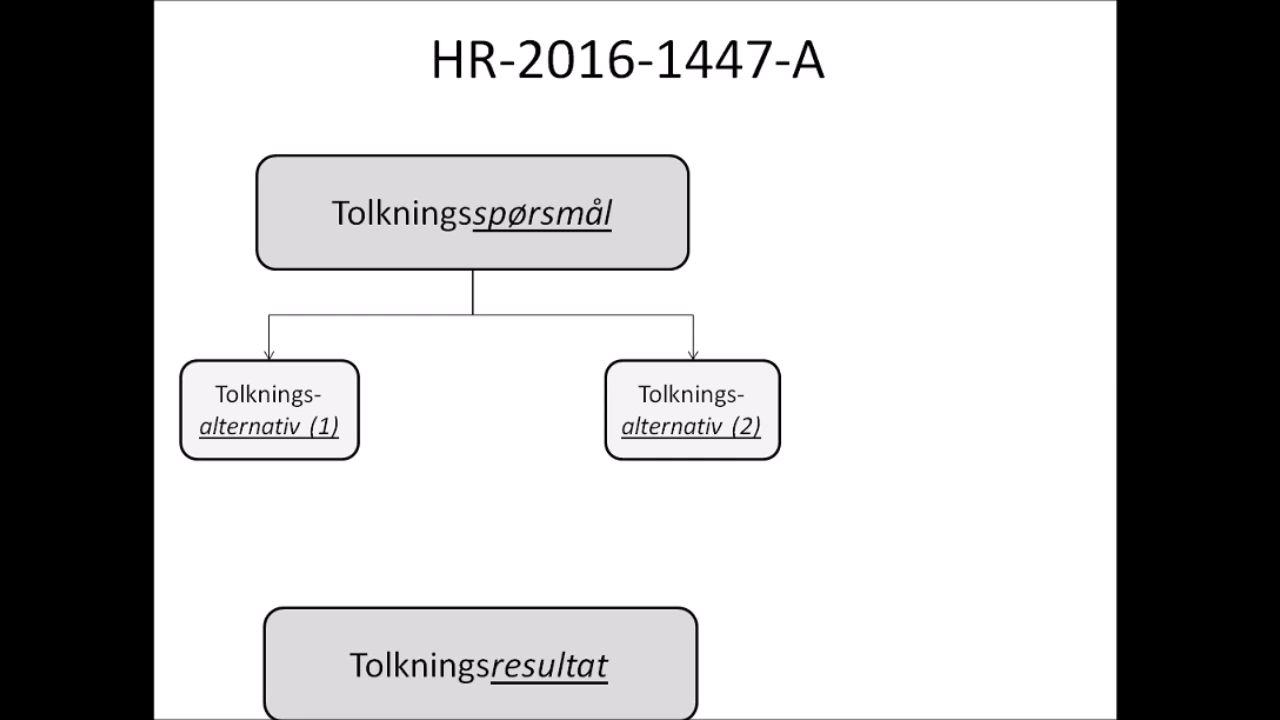 HR-2016-1447-A
Tolkningsspørsmål
Tolknings-
alternativ (1)
Tolknings-
alternativ (2)
Tolkningsresultat